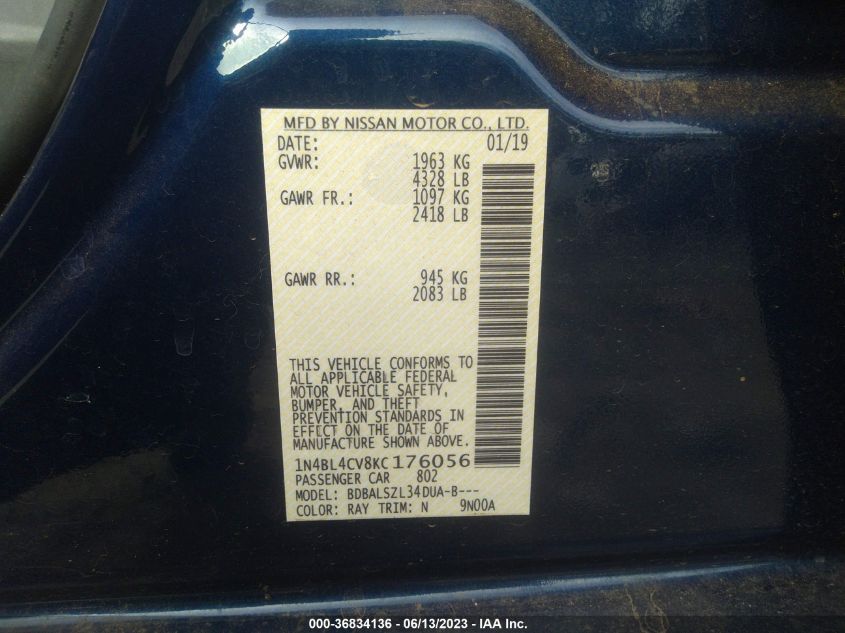 MFD BY NISSAN MOTOR CO., LTD.
DATE: 01/19
GVWR: 1963 KG
4328 LB
GAWR FR.: 1097 KG
2418 LB
GAWR RR.: 945 KG
2083 LB
THIS VEHICLE CONFORMS TO
ALL APPLICABLE FEDERAL
MOTOR VEHICLE SAFETY,
BUMPER, AND THEFT
PREVENTION STANDARDS IN
EFFECT ON THE DATE OF
MANUFACTURE SHOWN ABOVE.
1N4BL4CV8KC176056
PASSENGER CAR 802
MODEL: BDBALSZL34DUA-B---
COLOR: RAY TRIM: N 9N00A
000-36834136 - 06/13/2023 - IAA Inc.